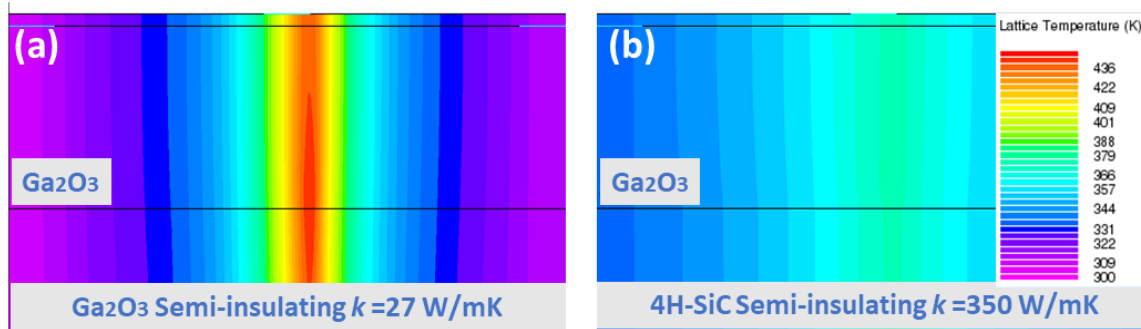 (a)
Ga2O3
Ga2O3 Semi-insulating k =27 W/mK
(b)
Ga2O3
4H-SiC Semi-insulating k =350 W/mK
Lattice Temperature (K)
436
422
409
401
388
379
366
357
344
331
322
309
300